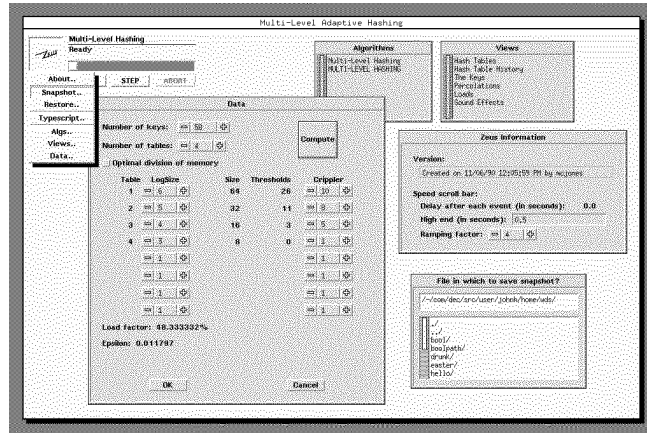 Multi-Level Adaptive Hashing
Zeus
Multi-Level Hashing
Ready
STEP ABORT
About..
Snapshot..
Restore..
Typescript..
Algs..
Views..
Data..
Algorithms
Multi-Level Hashing
MULTI-LEVEL HASHING
Views
Hash Tables
Hash Table History
The Keys
Percolations
Loads
Sound Effects
Data
Number of keys: 58
Number of tables: 4
Compute
Optimal division of memory
Table LogSize Size Thresholds Crippler
1 6 64 26 10
2 5 32 11 8
3 4 16 3 5
4 3 8 0 1
1 1
1 1
1 1
1 1
Load factor: 48.333332%
Epsilon: 0.011797
OK Cancel
Zeus Information
Version:
Created on 11/06/90 12:05:59 PM by mcjones
Speed scroll bar:
Delay after each event (in seconds): 0.0
High end (in seconds): 0.5
Ramping factor: 4
File in which to save snapshot?
/-/com/dec/src/user/johnh/home/wds/
./
../
bool/
boolpath/
drunk/
easter/
hello/